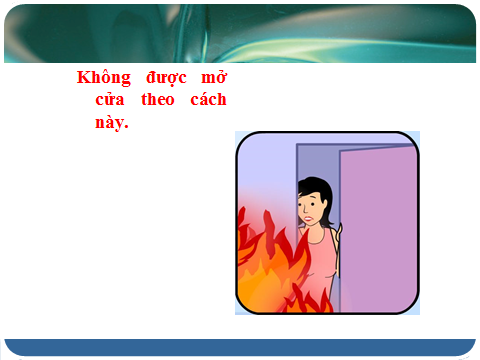 Không được mở
cửa theo cách
này.